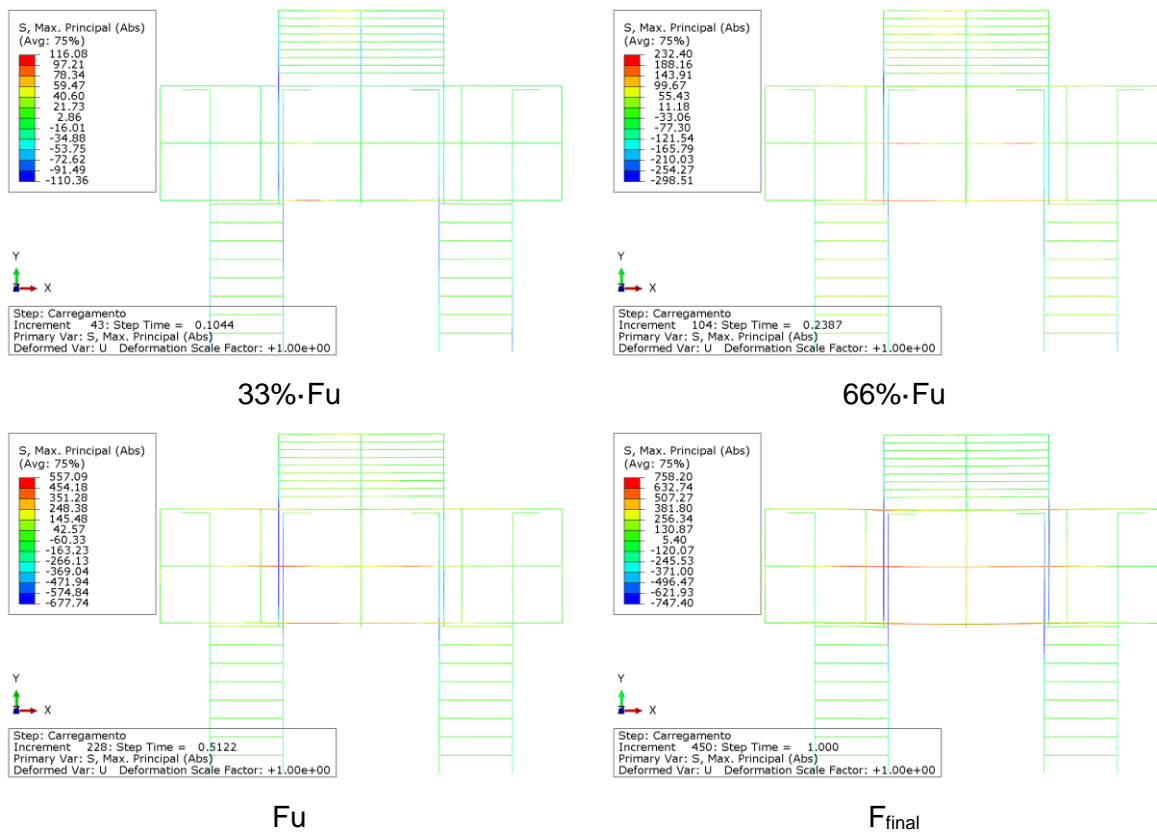 S, Max. Principal (Abs)
(Avg: 75%)
116.08
97.21
78.34
59.47
40.60
21.73
2.86
-16.01
-34.88
-53.75
-72.62
-91.49
-110.36
Y
X
Z
Step: Carregamento
Increment 43: Step Time = 0.1044
Primary Var: S, Max. Principal (Abs)
Deformed Var: U Deformation Scale Factor: +1.00e+00
33%·Fu
S, Max. Principal (Abs)
(Avg: 75%)
232.40
188.16
143.91
99.67
55.43
11.18
-33.06
-77.30
-121.54
-165.79
-210.03
-254.27
-298.51
Y
X
Z
Step: Carregamento
Increment 104: Step Time = 0.2387
Primary Var: S, Max. Principal (Abs)
Deformed Var: U Deformation Scale Factor: +1.00e+00
66%·Fu
S, Max. Principal (Abs)
(Avg: 75%)
557.09
454.18
351.28
248.38
145.48
42.57
-60.33
-163.23
-266.13
-369.04
-471.94
-574.84
-677.74
Y
X
Z
Step: Carregamento
Increment 228: Step Time = 0.5122
Primary Var: S, Max. Principal (Abs)
Deformed Var: U Deformation Scale Factor: +1.00e+00
Fu
S, Max. Principal (Abs)
(Avg: 75%)
758.20
632.74
507.27
381.80
256.34
130.87
5.40
-120.07
-245.53
-371.00
-496.47
-621.93
-747.40
Y
X
Z
Step: Carregamento
Increment 450: Step Time = 1.000
Primary Var: S, Max. Principal (Abs)
Deformed Var: U Deformation Scale Factor: +1.00e+00
Ffinal